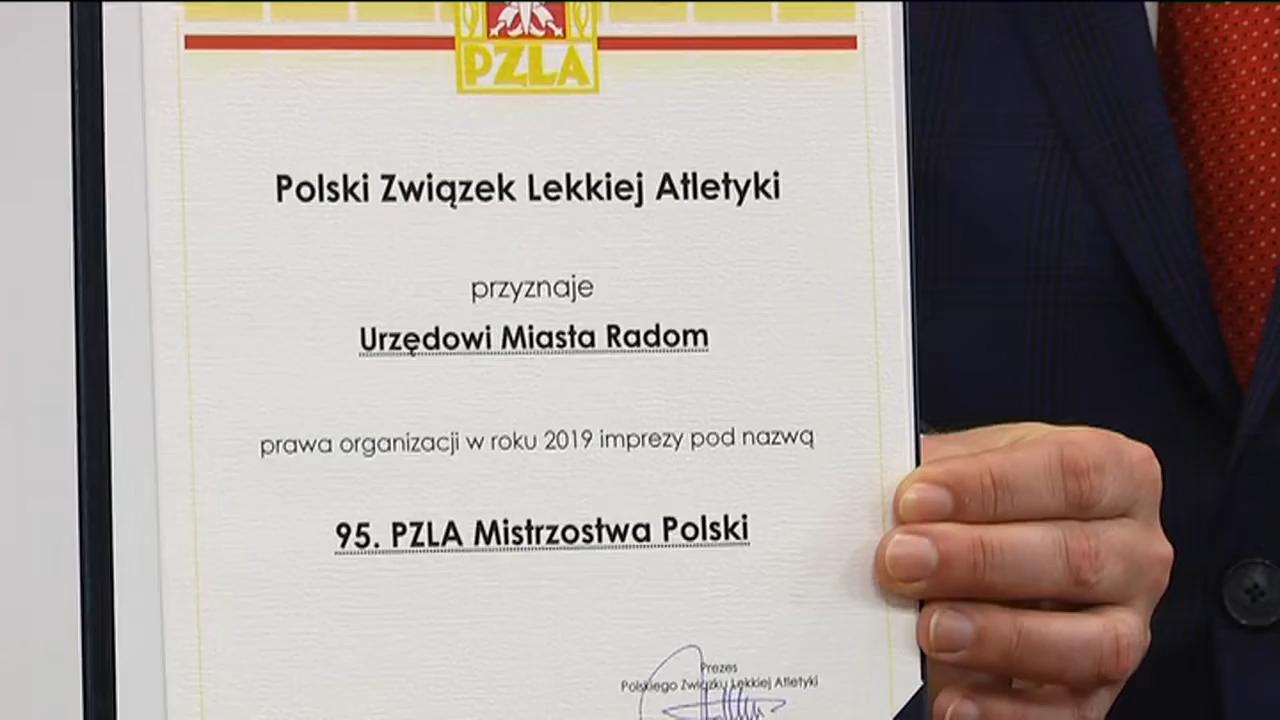 PZLA
Polski Związek Lekkiej Atletyki
przyznaje
Urzędowi Miasta Radom
prawa organizacji w roku 2019 imprezy pod nazwą
95. PZLA Mistrzostwa Polski
Prezes
Polskiego Związku Lekkiej Atletyki